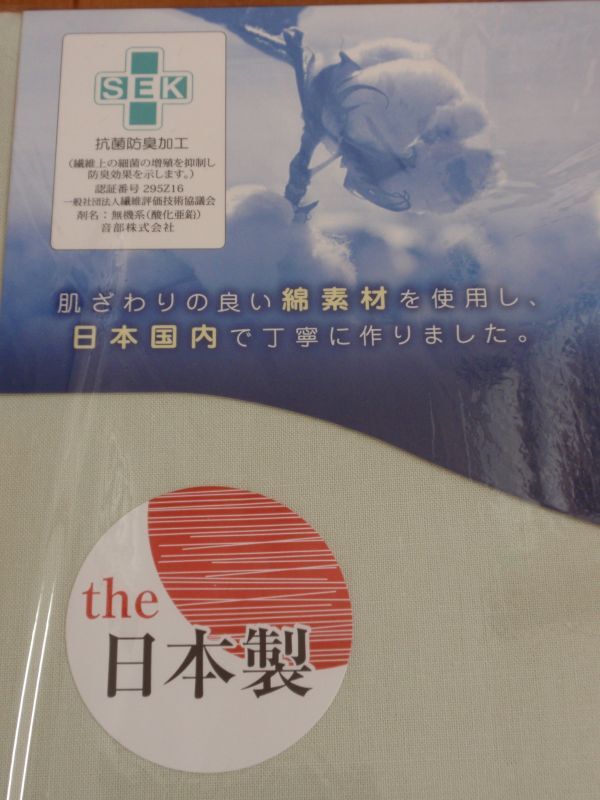 SEK
抗菌防臭加工
(繊維上の細菌の増殖を抑制し
防臭効果を示します。)
認証番号 295Z16
一般社団法人繊維評価技術協議会
剤名:無機系(酸化亜鉛)
音部株式会社
肌ざわりの良い綿素材を使用し、
日本国内で丁寧に作りました。
the
日本製